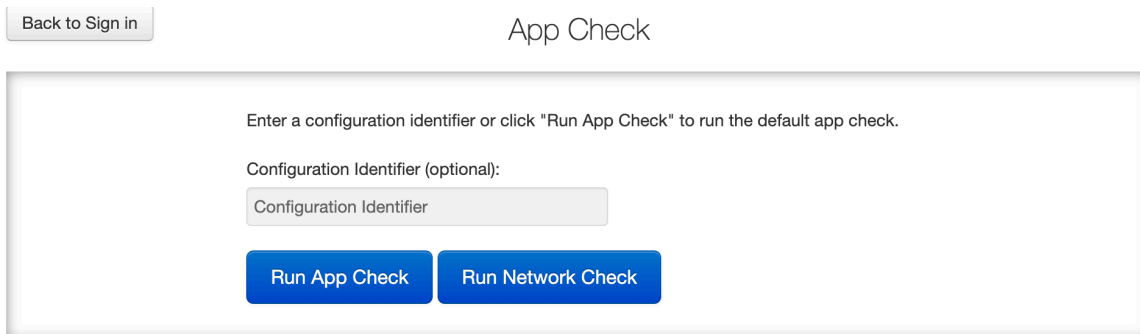 Back to Sign in
App Check
Enter a configuration identifier or click "Run App Check" to run the default app check.
Configuration Identifier (optional):
Configuration Identifier
Run App Check
Run Network Check